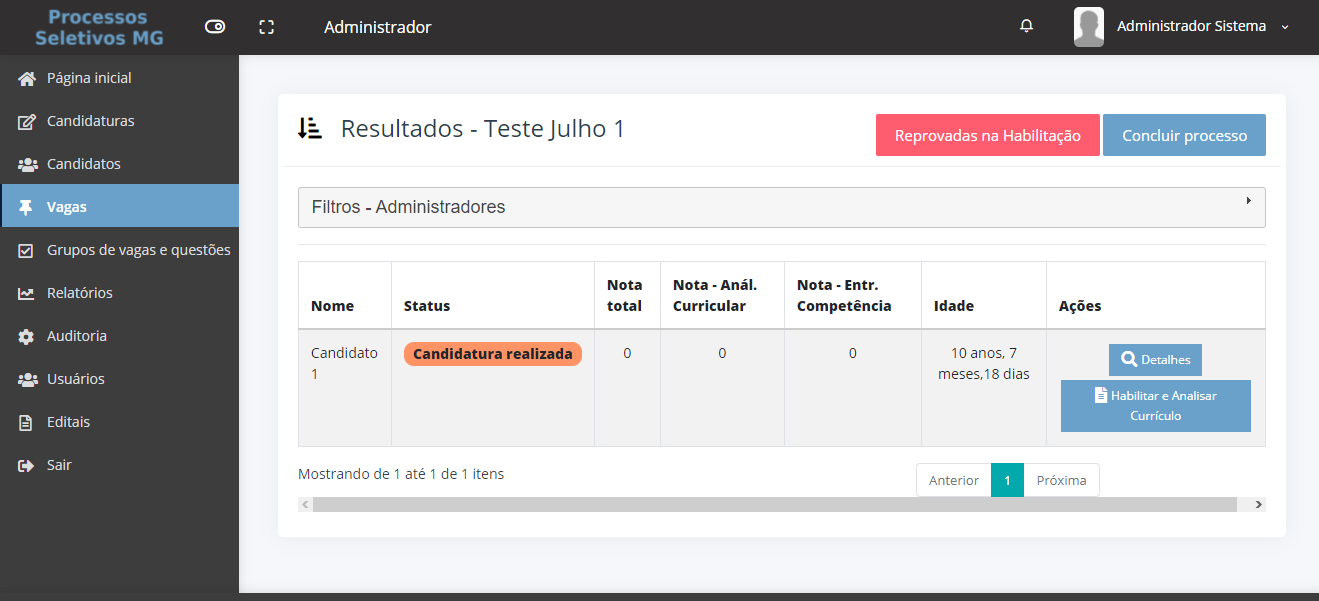 Processos
Seletivos MG
Administrador
Administrador Sistema
Página inicial
Candidaturas
Candidatos
Vagas
Grupos de vagas e questões
Relatórios
Auditoria
Usuários
Editais
Sair
Resultados - Teste Julho 1
Reprovadas na Habilitação
Concluir processo
Filtros - Administradores
Nome
Status
Nota
total
Nota - Anál.
Curricular
Nota - Entr.
Competência
Idade
Ações
Candidato
1
Candidatura realizada
0
0
0
10 anos, 7
meses,18 dias
Detalhes
Habilitar e Analisar
Currículo
Mostrando de 1 até 1 de 1 itens
Anterior
1
Próxima